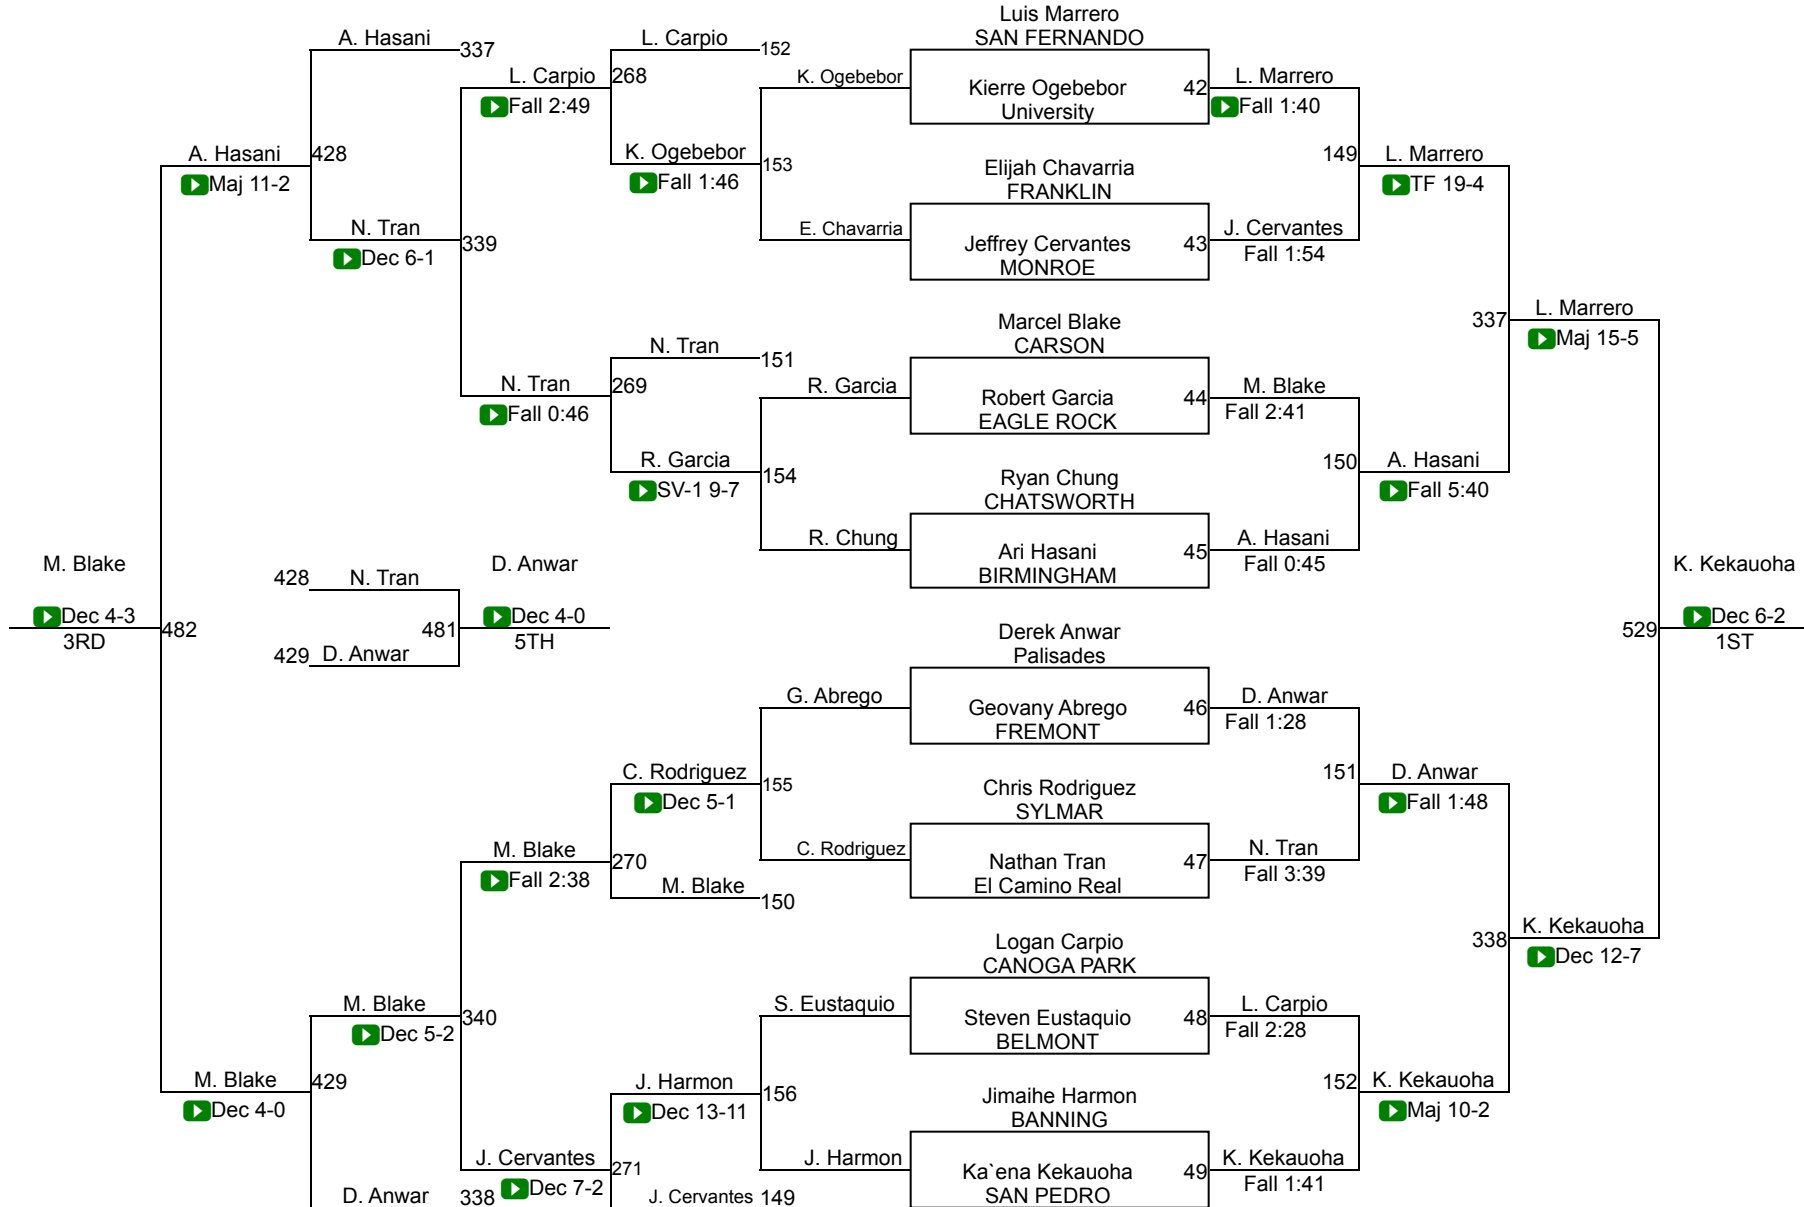 Luis Marrero
A. Hasani
337
L. Carpio
152
SAN FERNANDO
L. Carpio
268
K. Ogebebor
Kierre Ogebebor
42
L. Marrero
Fall 2:49
University
Fall 1:40
A. Hasani
428
K. Ogebebor
153
Elijah Chavarria
149
L. Marrero
Maj 11-2
Fall 1:46
FRANKLIN
TF 19-4
N. Tran
339
E. Chavarria
Jeffrey Cervantes
43
J. Cervantes
Dec 6-1
MONROE
Fall 1:54
Marcel Blake
337
L. Marrero
N. Tran
151
CARSON
Maj 15-5
N. Tran
269
R. Garcia
Robert Garcia
44
M. Blake
Fall 0:46
EAGLE ROCK
Fall 2:41
R. Garcia
154
Ryan Chung
150
A. Hasani
SV-1 9-7
CHATSWORTH
Fall 5:40
R. Chung
Ari Hasani
45
A. Hasani
M. Blake
428
N. Tran
D. Anwar
BIRMINGHAM
Fall 0:45
K. Kekauoha
Dec 4-3
482
481
Dec 4-0
529
Dec 6-2
3RD
429
D. Anwar
5TH
Derek Anwar
1ST
Palisades
G. Abrego
Geovany Abrego
46
D. Anwar
FREMONT
Fall 1:28
C. Rodriguez
155
Chris Rodriguez
151
D. Anwar
Dec 5-1
SYLMAR
Fall 1:48
M. Blake
270
C. Rodriguez
Nathan Tran
47
N. Tran
Fall 2:38
M. Blake
150
El Camino Real
Fall 3:39
Logan Carpio
338
K. Kekauoha
CANOGA PARK
Dec 12-7
M. Blake
340
S. Eustaquio
Steven Eustaquio
48
L. Carpio
Dec 5-2
BELMONT
Fall 2:28
M. Blake
429
J. Harmon
156
Jimaihe Harmon
152
K. Kekauoha
Dec 4-0
Dec 13-11
BANNING
Maj 10-2
J. Cervantes
271
J. Harmon
Ka`ena Kekauoha
49
K. Kekauoha
D. Anwar
338
Dec 7-2
J. Cervantes
149
SAN PEDRO
Fall 1:41